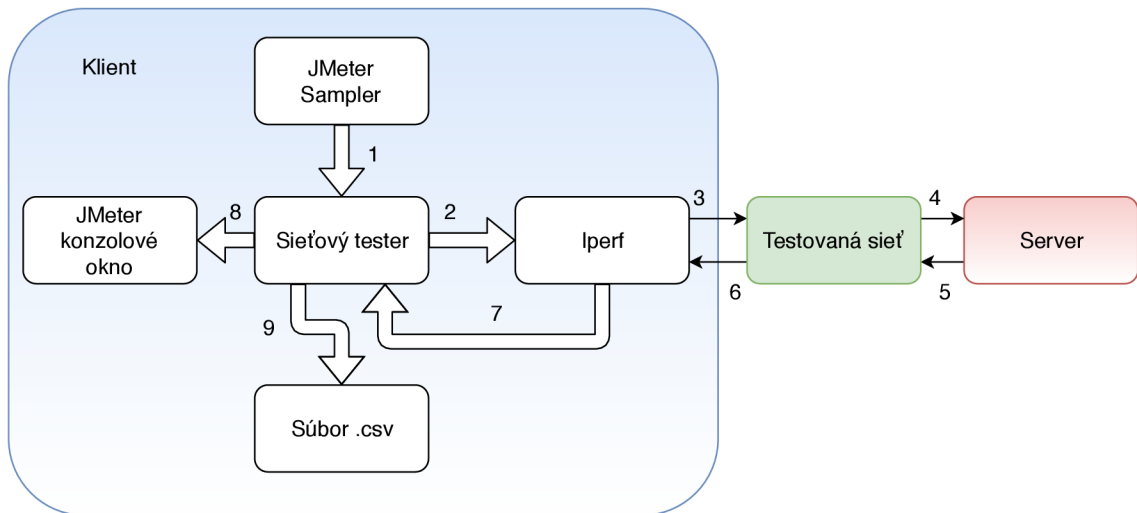 Klient
JMeter
Sampler
1
JMeter
konzolové
okno
8
Sieťový tester
2
Iperf
3
Testovaná sieť
4
Server
6
5
7
9
Súbor .csv